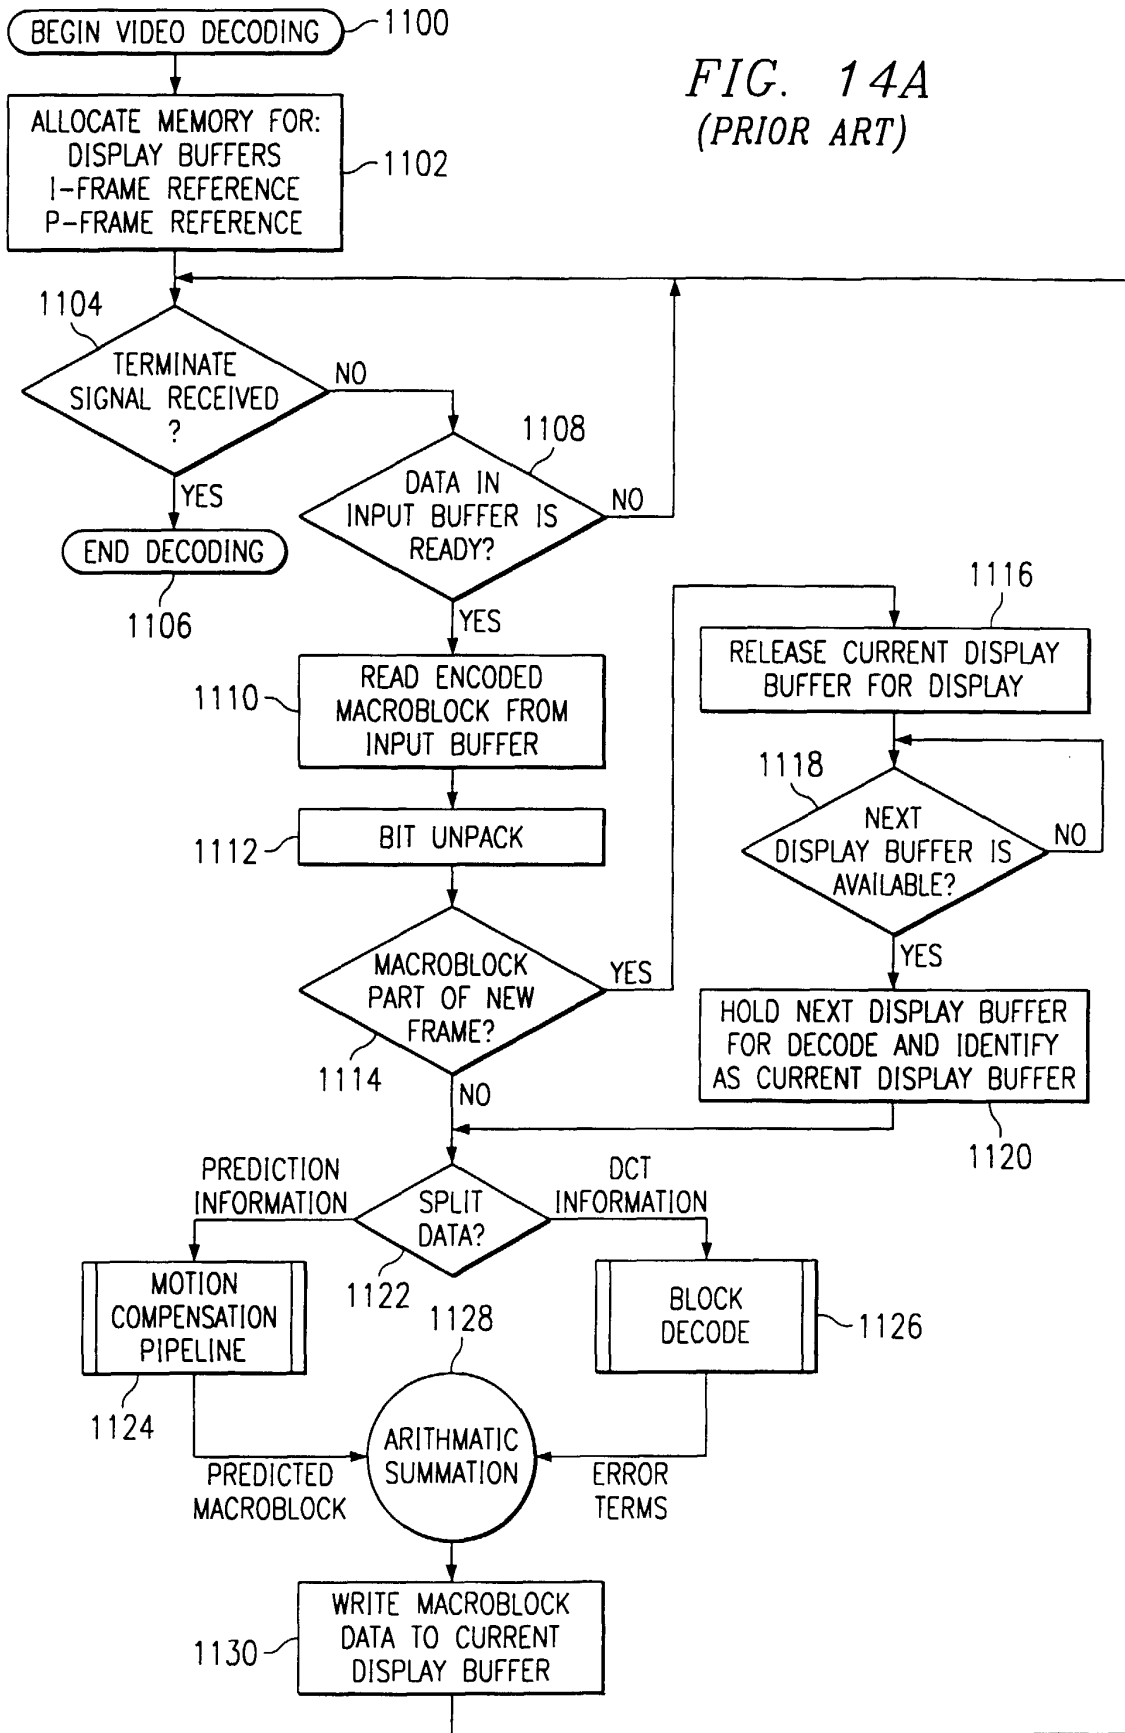 BEGIN VIDEO DECODING
1100
FIG. 14A
(PRIOR ART)
ALLOCATE MEMORY FOR:
DISPLAY BUFFERS
I-FRAME REFERENCE
P-FRAME REFERENCE
1102
1104
TERMINATE
SIGNAL RECEIVED
?
NO
YES
END DECODING
1106
1108
DATA IN
INPUT BUFFER IS
READY?
NO
YES
1110
READ ENCODED
MACROBLOCK FROM
INPUT BUFFER
1112
BIT UNPACK
MACROBLOCK
PART OF NEW
FRAME?
1114
YES
NO
1116
RELEASE CURRENT DISPLAY
BUFFER FOR DISPLAY
1118
NEXT
DISPLAY BUFFER IS
AVAILABLE?
NO
YES
HOLD NEXT DISPLAY BUFFER
FOR DECODE AND IDENTIFY
AS CURRENT DISPLAY BUFFER
1120
PREDICTION
INFORMATION
SPLIT
DATA?
1122
DCT
INFORMATION
MOTION
COMPENSATION
PIPELINE
1124
BLOCK
DECODE
1126
1128
ARITHMATIC
SUMMATION
PREDICTED
MACROBLOCK
ERROR
TERMS
1130
WRITE MACROBLOCK
DATA TO CURRENT
DISPLAY BUFFER